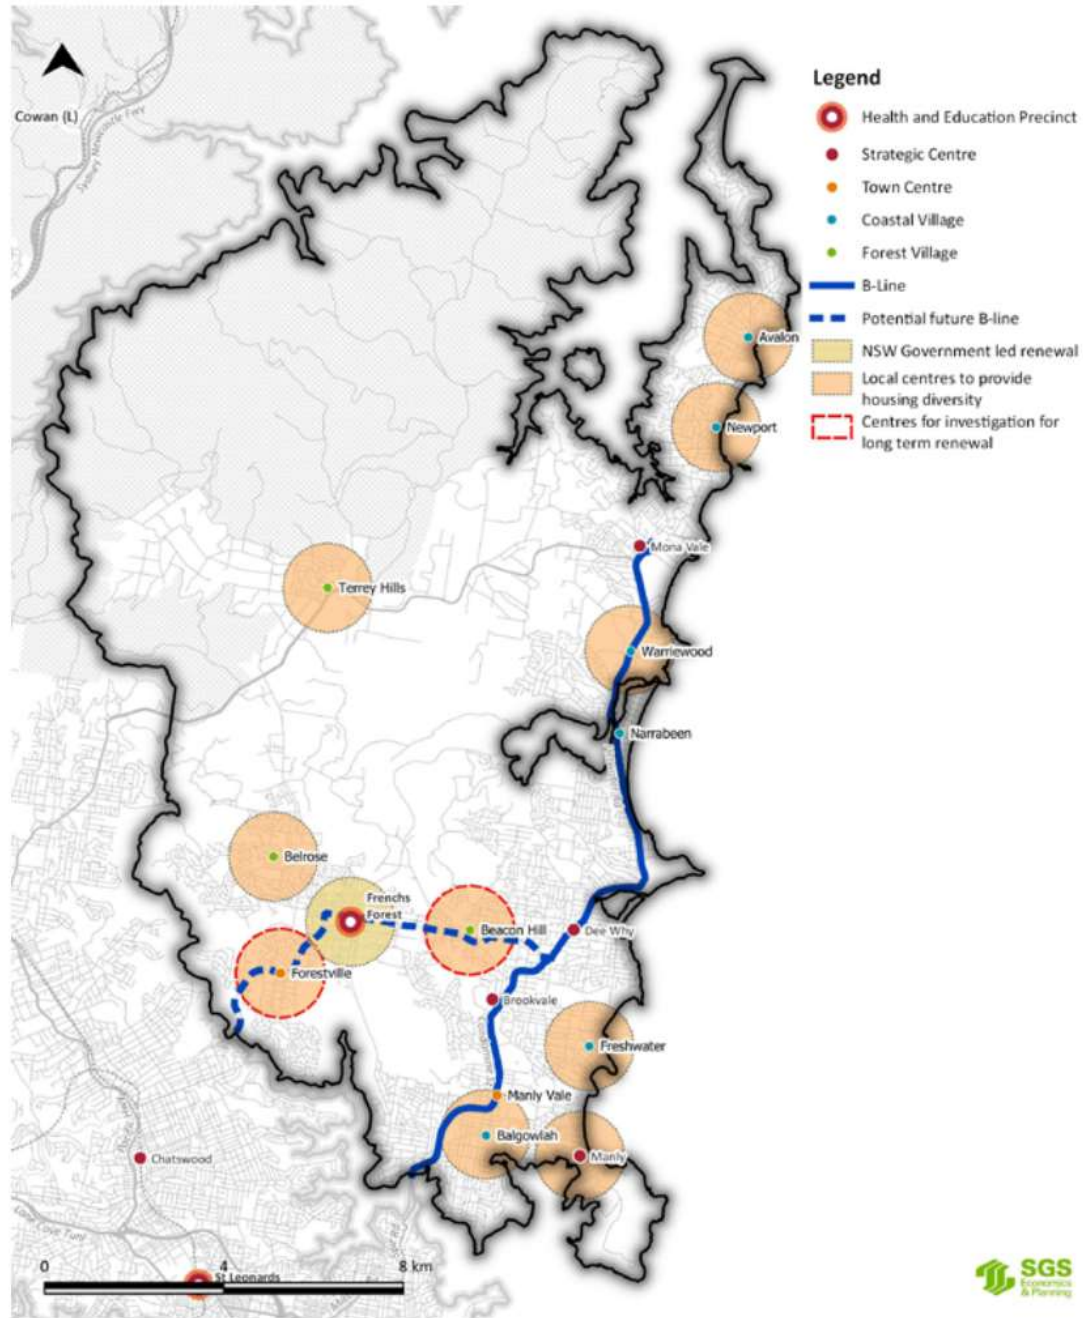 Cowan (L)
Sydney Newcastle Fwy
Legend
Health and Education Precinct
Strategic Centre
Town Centre
Coastal Village
Forest Village
B-Line
Potential future B-line
NSW Government led renewal
Local centres to provide
housing diversity
Centres for investigation for
long term renewal
Avalon
Newport
Mona Vale
Terrey Hills
Warriewood
Narrabeen
Belrose
Frenchs
Forest
Beacon Hill
Dee Why
Forestville
Brookvale
Freshwater
Manly Vale
Balgowlah
Manly
Chatswood
St Leonards
0
4
8 km
SGS
Economics
& Planning